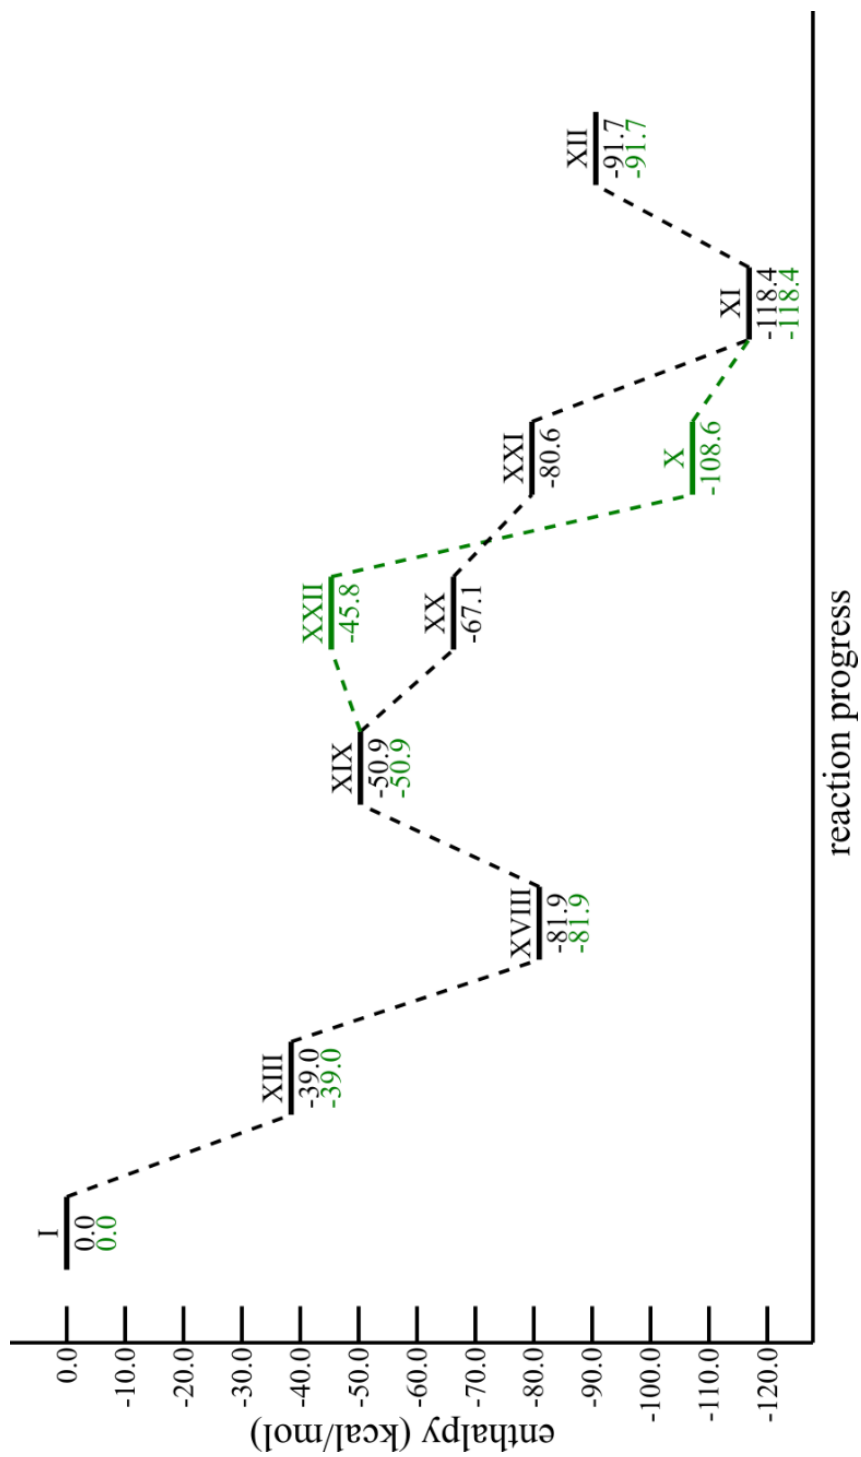 enthalpy (kcal/mol)
0.0
-10.0
-20.0
-30.0
-40.0
-50.0
-60.0
-70.0
-80.0
-90.0
-100.0
-110.0
-120.0
I
0.0
0.0
XIII
-39.0
-39.0
XVIII
-81.9
-81.9
XIX
-50.9
-50.9
XXII
-45.8
XX
-67.1
XXI
-80.6
X
-108.6
XI
-118.4
-118.4
XII
-91.7
-91.7
reaction progress